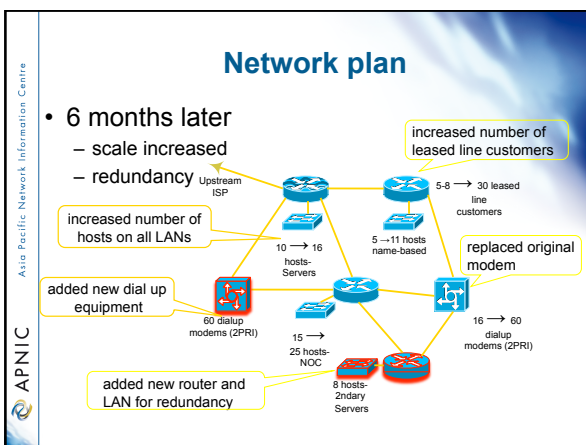 Network plan
• 6 months later
– scale increased
– redundancy
Upstream
ISP
increased number of
leased line customers
5-8 → 30 leased
line
customers
increased number of
hosts on all LANs
10 → 16
hosts-
Servers
5 →11 hosts
name-based
replaced original
modem
added new dial up
equipment
60 dialup
modems (2PRI)
16 → 60
dialup
modems (2PRI)
15 →
25 hosts-
NOC
added new router and
LAN for redundancy
8 hosts-
2ndary
Servers
Asia Pacific Network Information Centre
APNIC